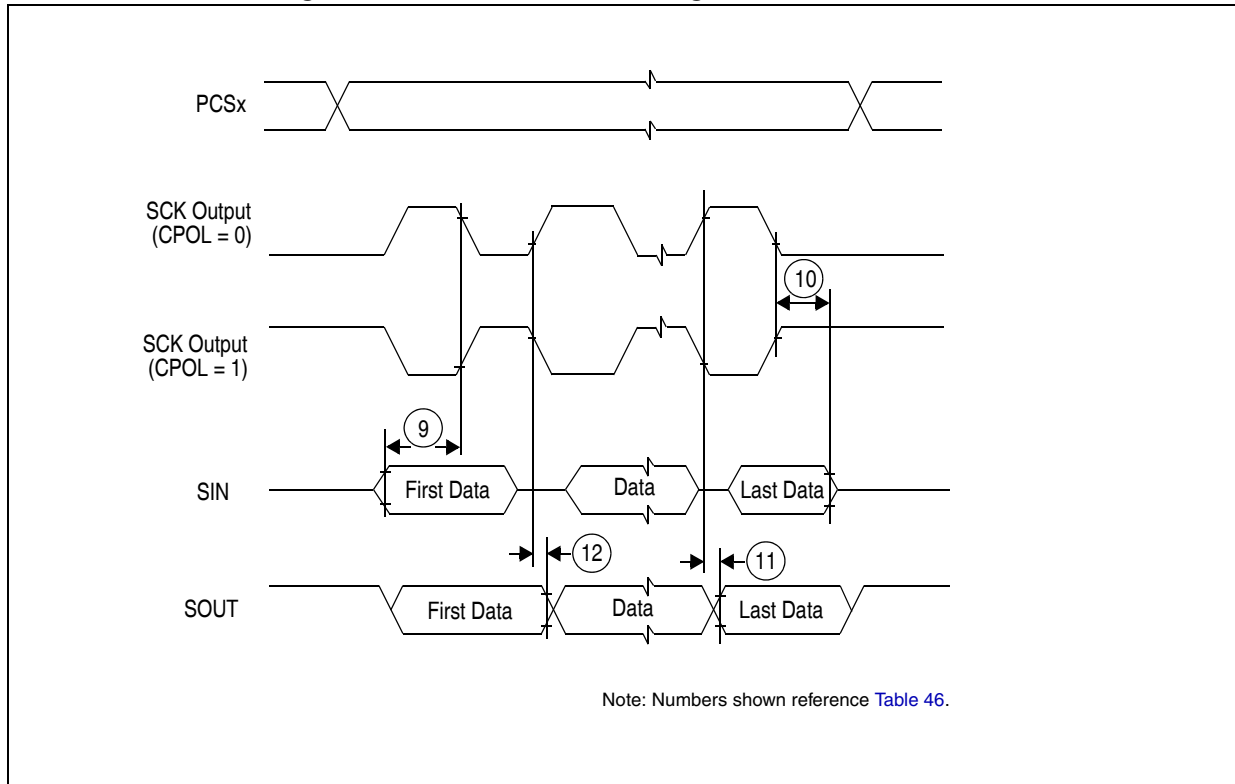 PCSx
SCK Output
(CPOL = 0)
10
SCK Output
(CPOL = 1)
9
SIN
First Data
Data
Last Data
12
11
SOUT
First Data
Data
Last Data
Note: Numbers shown reference Table 46.